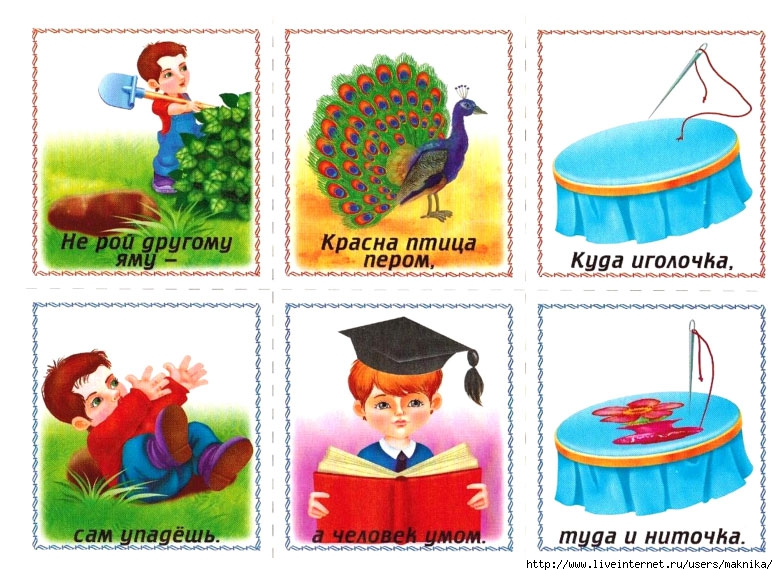 Не рой другому
яму –
Красна птица
пером,
Куда иголочка,
сам упадёшь.
а человек умом.
туда и ниточка.
http://www.liveinternet.ru/users/maknika/